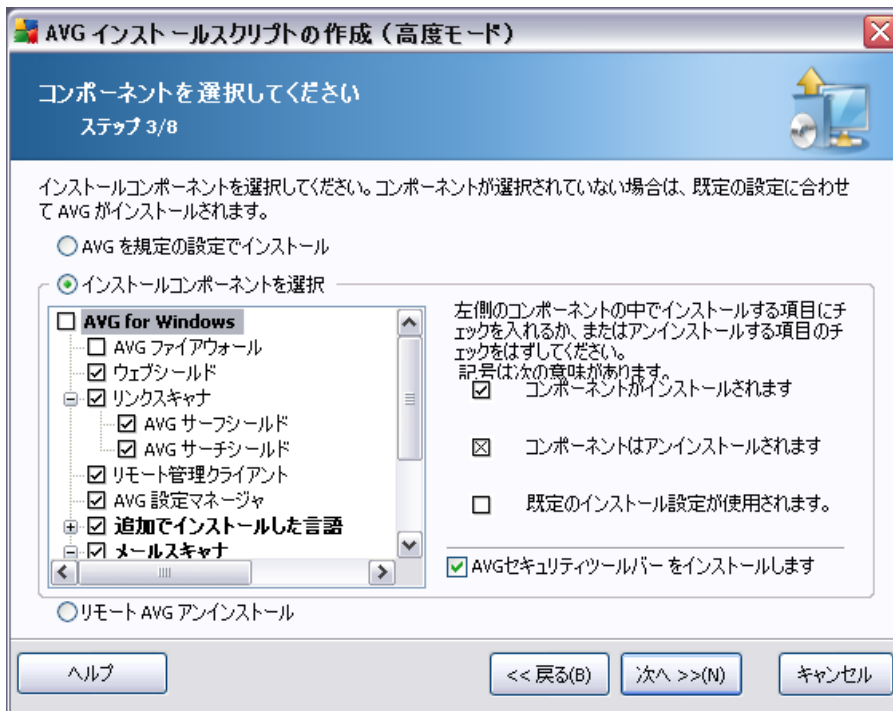 AVG インストールスクリプトの作成（高度モード）
コンポーネントを選択してください
ステップ 3/8
インストールコンポーネントを選択してください。コンポーネントが選択されていない場合は、既定の設定に合わせ
て AVG がインストールされます。
AVG を規定の設定でインストール
インストールコンポーネントを選択
AVG for Windows
AVG ファイアウォール
ウェブシールド
リンクスキャナ
AVG サーフシールド
AVG サーチシールド
リモート管理クライアント
AVG 設定マネージャ
追加でインストールした言語
メールスキャナ
左側のコンポーネントの中でインストールする項目にチ
ェックを入れるか、またはアンインストールする項目のチ
ェックをはずしてください。
記号は次の意味があります。
コンポーネントがインストールされます
コンポーネントはアンインストールされます
既定のインストール設定が使用されます。
AVGセキュリティツールバー をインストールします
リモート AVG アンインストール
ヘルプ
<< 戻る(B)
次へ >>(N)
キャンセル